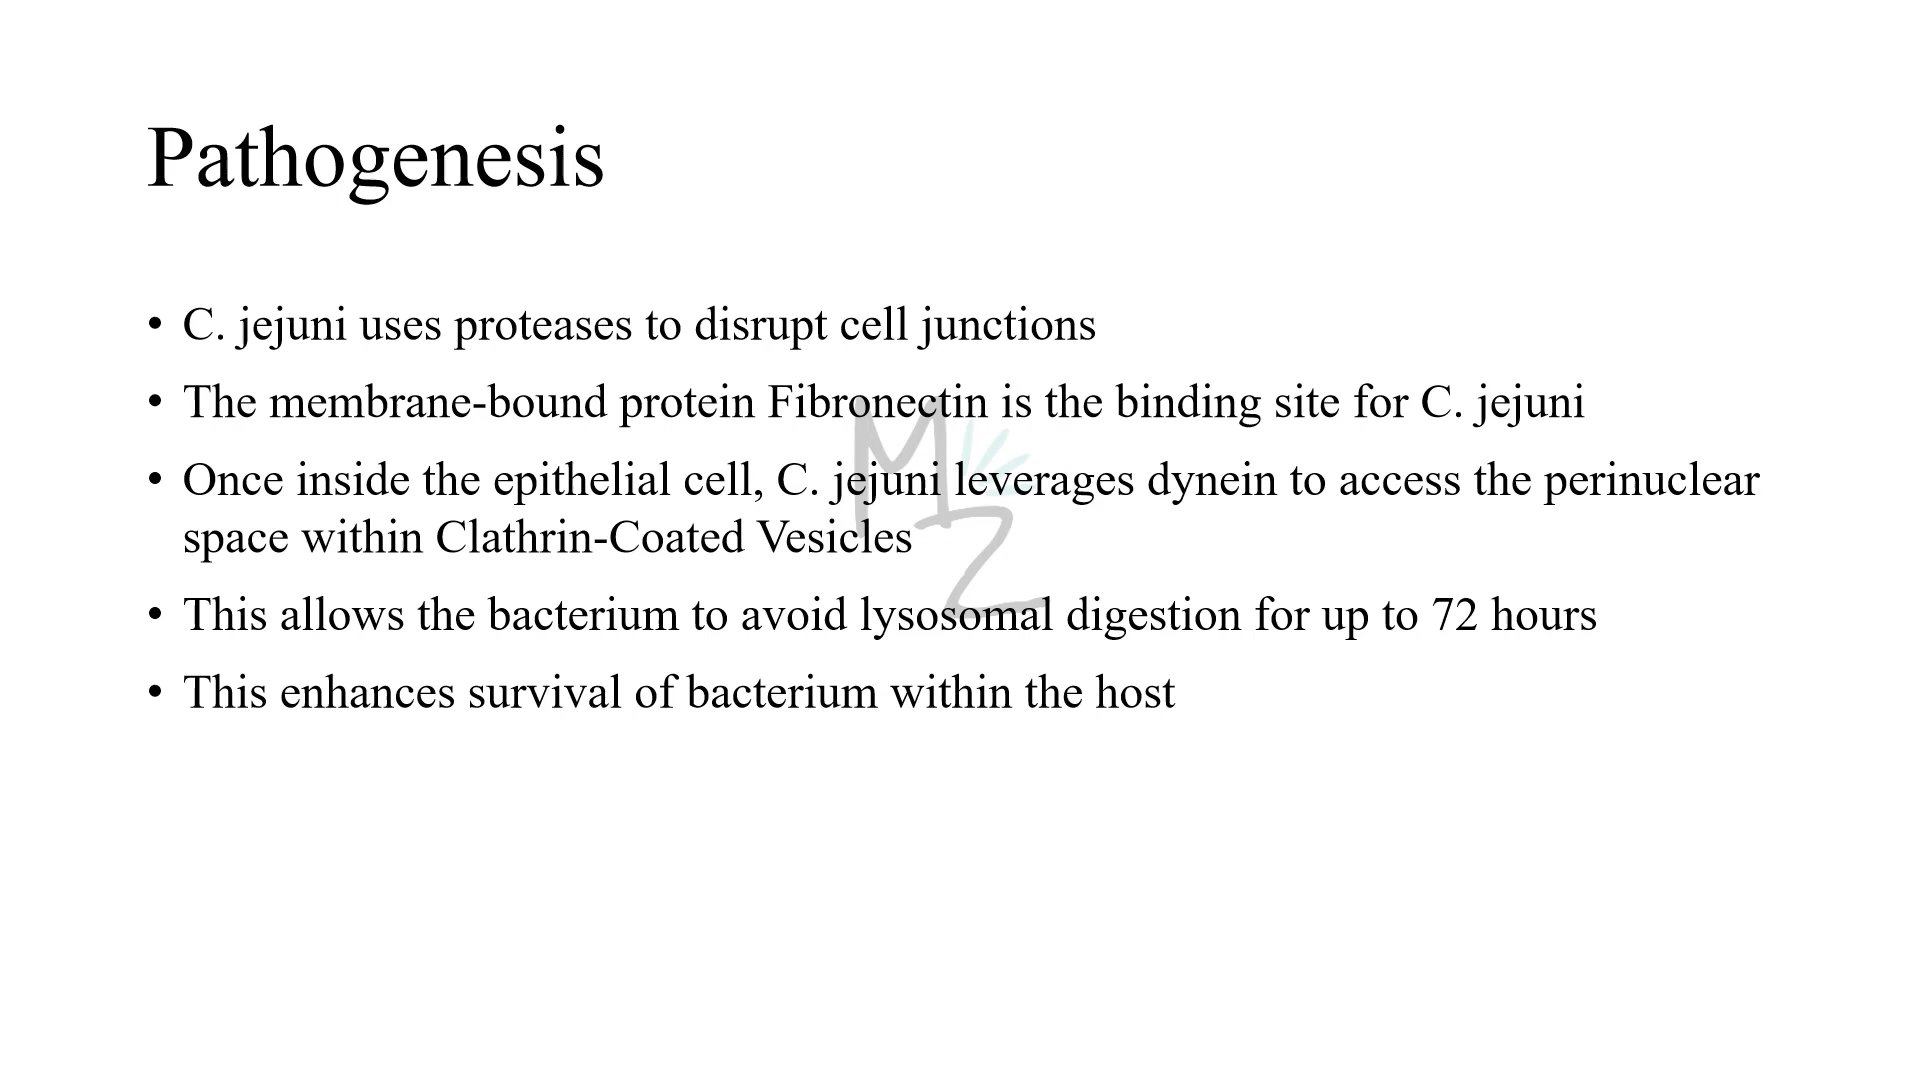 Pathogenesis
• C. jejuni uses proteases to disrupt cell junctions
• The membrane-bound protein Fibronectin is the binding site for C. jejuni
• Once inside the epithelial cell, C. jejuni leverages dynein to access the perinuclear
space within Clathrin-Coated Vesicles
• This allows the bacterium to avoid lysosomal digestion for up to 72 hours
• This enhances survival of bacterium within the host
MZ